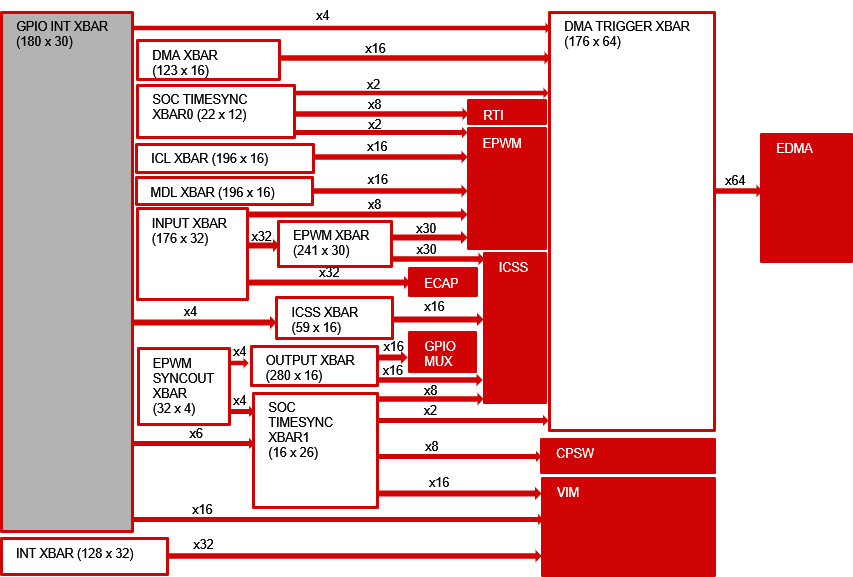 GPIO INT XBAR
(180 x 30)
x4
DMA TRIGGER XBAR
(176 x 64)
DMA XBAR
(123 x 16)
x16
SOC TIMESYNC
XBAR0 (22 x 12)
x2
x8
x2
RTI
EPWM
ICL XBAR (196 x 16)
x16
EDMA
MDL XBAR (196 x 16)
x16
x64
INPUT XBAR
(176 x 32)
x8
x32
EPWM XBAR
(241 x 30)
x30
x30
ICSS
x32
ECAP
x4
ICSS XBAR
(59 x 16)
x16
EPWM
SYNCOUT
XBAR
(32 x 4)
x4
OUTPUT XBAR
(280 x 16)
x16
GPIO
MUX
x16
x4
SOC
TIMESYNC
XBAR1
(16 x 26)
x8
x2
x6
x8
CPSW
x16
VIM
x16
INT XBAR (128 x 32)
x32